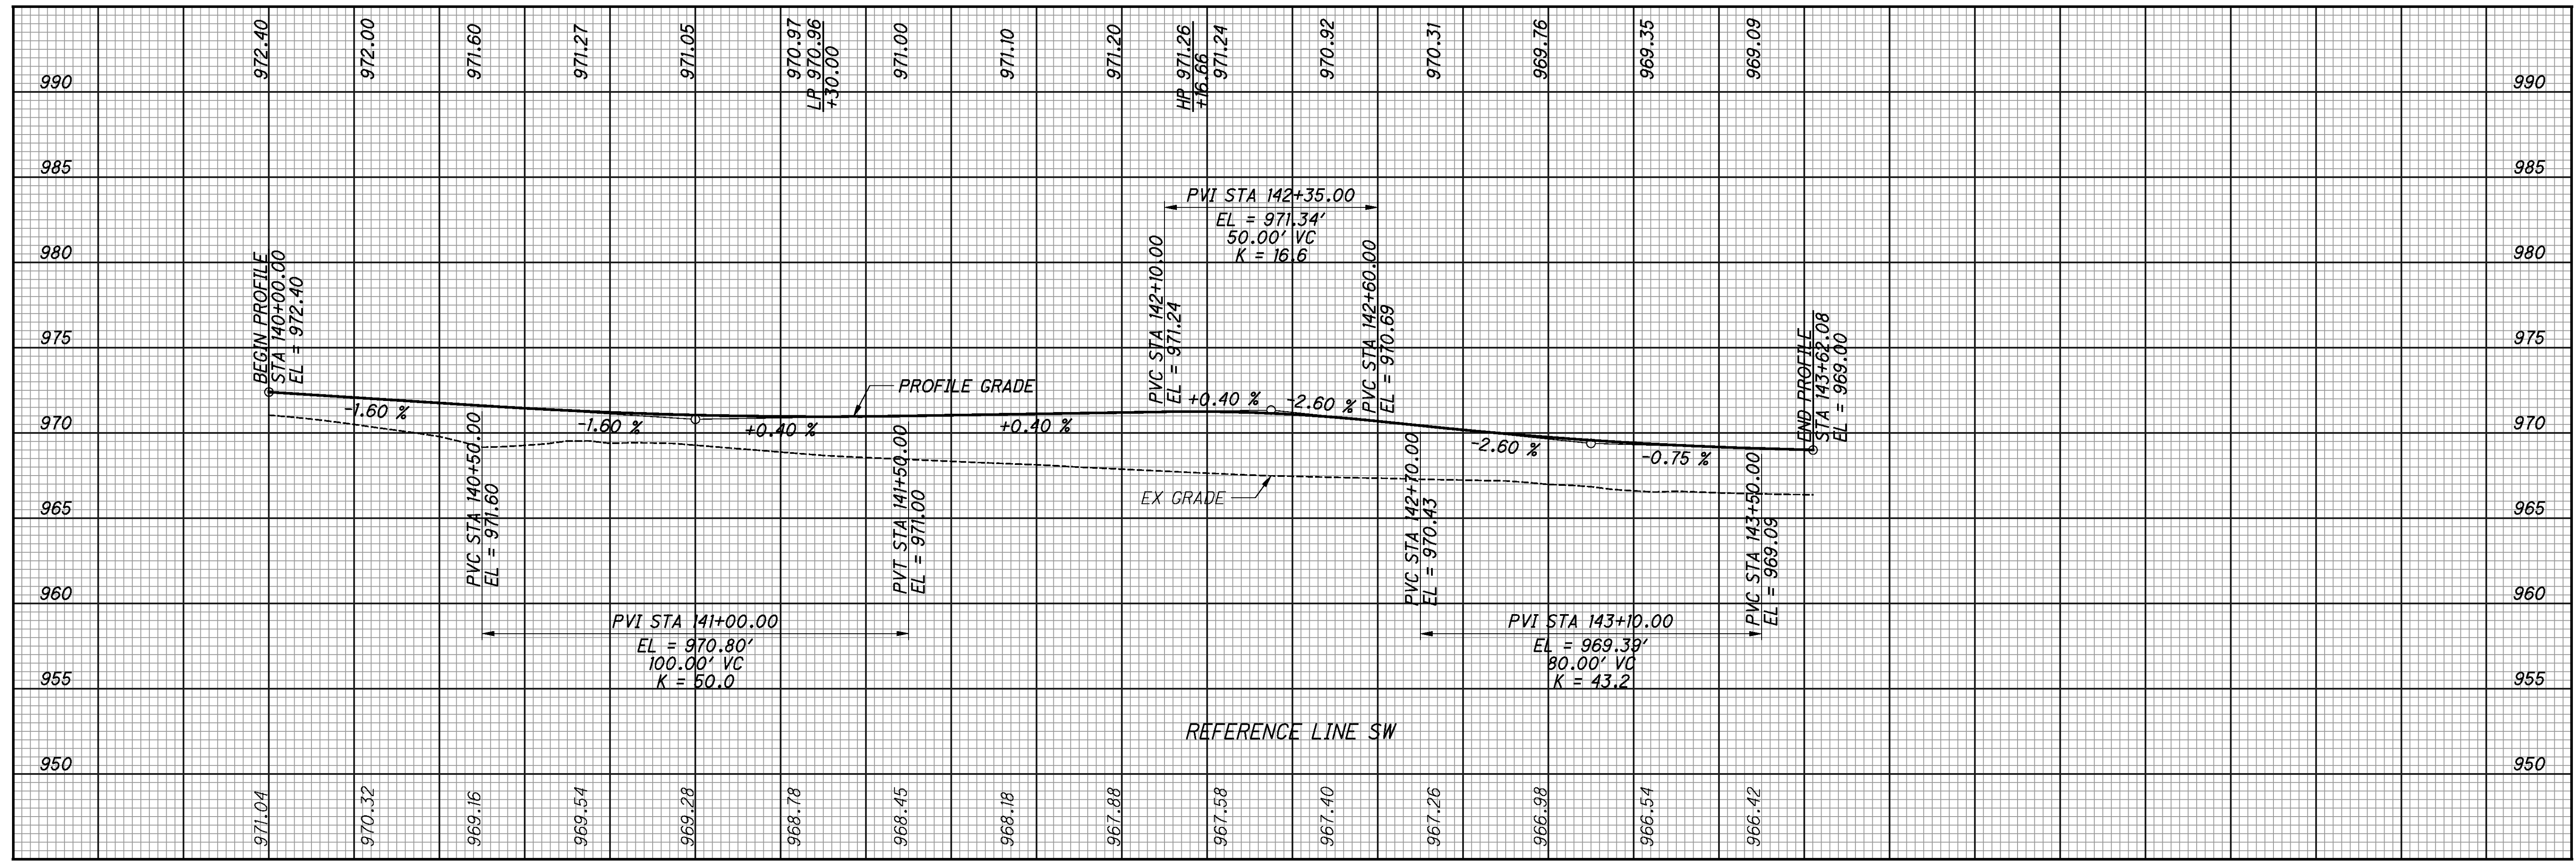 972.40
972.00
971.60
971.27
971.05
970.97
LP 970.96
+30.00
971.00
971.10
971.20
HP 971.26
+16.66
971.24
970.92
970.31
969.76
969.35
969.09
990
990
985
985
PVI STA 142+35.00
EL = 971.34'
50.00' VC
K = 16.6
980
980
BEGIN PROFILE
STA 140+00.00
EL = 972.40
PVC STA 142+10.00
EL = 971.24
PVC STA 142+60.00
EL = 970.69
975
975
END PROFILE
STA 143+62.08
EL = 969.00
PROFILE GRADE
-1.60 %
-1.60 %
+0.40 %
+0.40 %
+0.40 %
-2.60 %
-2.60 %
-0.75 %
970
970
EX GRADE
PVC STA 140+50.00
EL = 971.60
PVT STA 141+50.00
EL = 971.00
PVC STA 142+70.00
EL = 970.43
PVC STA 143+50.00
EL = 969.09
965
965
960
960
PVI STA 141+00.00
EL = 970.80'
100.00' VC
K = 50.0
PVI STA 143+10.00
EL = 969.39'
80.00' VC
K = 43.2
955
955
REFERENCE LINE SW
950
950
971.04
970.32
969.16
969.54
969.28
968.78
968.45
968.18
967.88
967.58
967.40
967.26
966.98
966.54
966.42